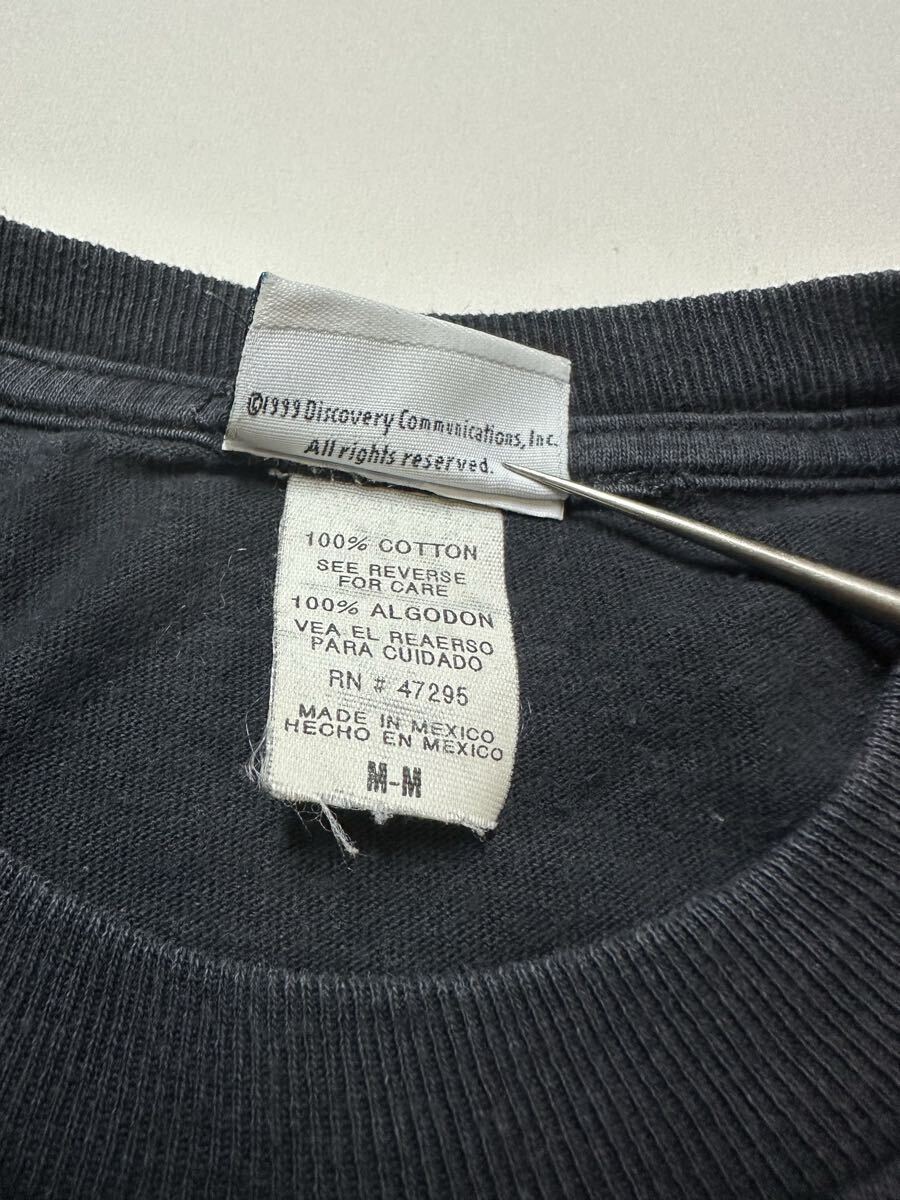 ©1999 Discovery Communications, Inc.
All rights reserved.
100% COTTON
SEE REVERSE
FOR CARE
100% ALGODON
VEA EL REAERSO
PARA CUIDADO
RN # 47295
MADE IN MEXICO
HECHO EN MEXICO
M-M